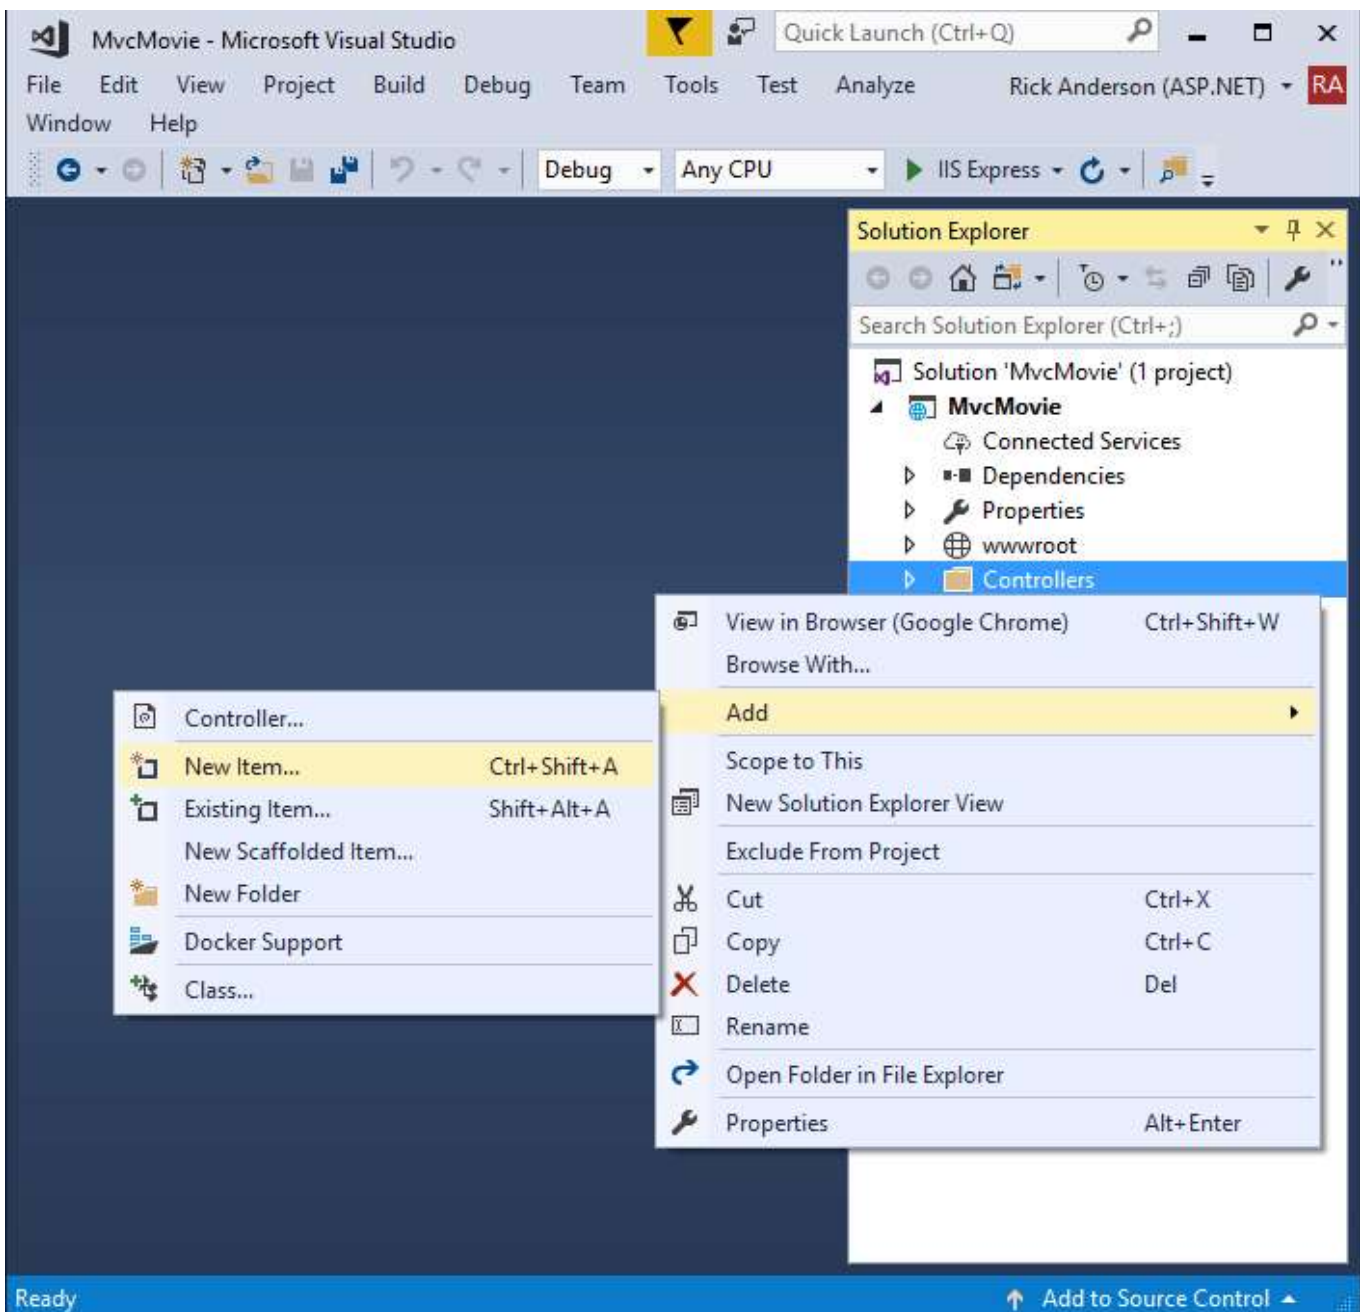 MvcMovie - Microsoft Visual Studio
Quick Launch (Ctrl+Q)
File Edit View Project Build Debug Team Tools Test Analyze Rick Anderson (ASP.NET) RA
Window Help
Debug Any CPU IIS Express
Solution Explorer
Search Solution Explorer (Ctrl+;)
Solution 'MvcMovie' (1 project)
MvcMovie
Connected Services
Dependencies
Properties
wwwroot
Controllers
View in Browser (Google Chrome) Ctrl+Shift+W
Browse With...
Add
Scope to This
New Solution Explorer View
Exclude From Project
Cut Ctrl+X
Copy Ctrl+C
Delete Del
Rename
Open Folder in File Explorer
Properties Alt+Enter
Controller...
New Item... Ctrl+Shift+A
Existing Item... Shift+Alt+A
New Scaffolded Item...
New Folder
Docker Support
Class...
Ready
Add to Source Control